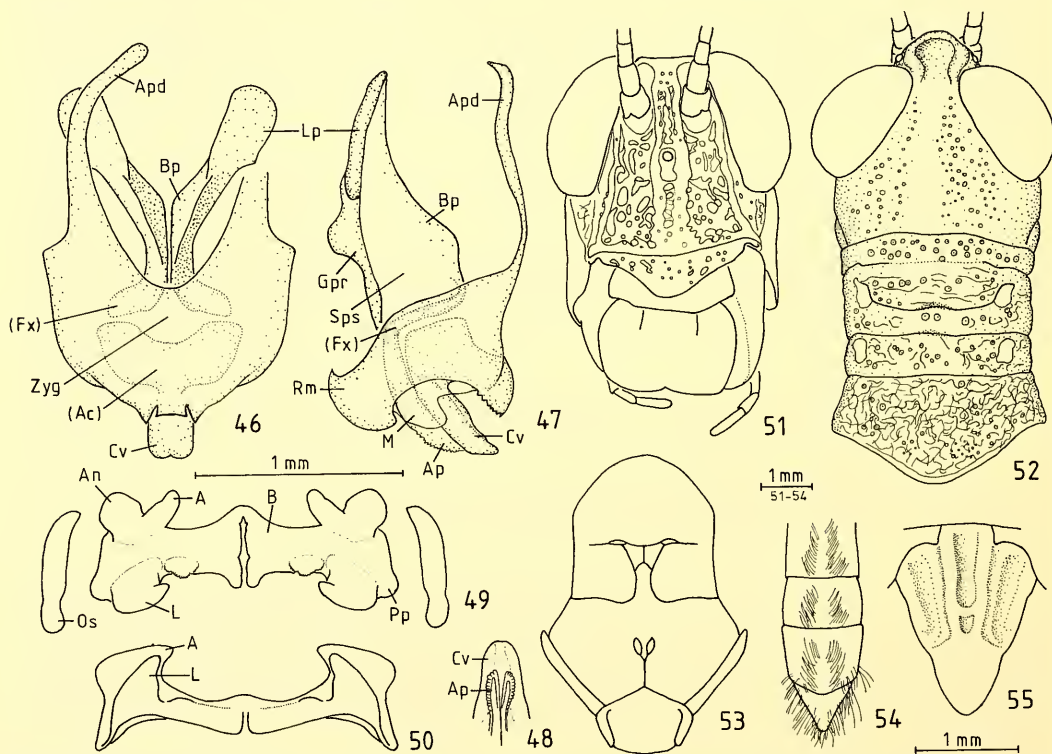 Apd
Lp
Bp
(Fx)
Zyg
(Ac)
Cv
46
Apd
Bp
Gpr
Sps
(Fx)
Rm
M
Ap
Cv
47
1 mm
51
52
1 mm
51-54
An
A
B
Os
L
Pp
49
A
L
50
Cv
Ap
48
53
54
55
1 mm